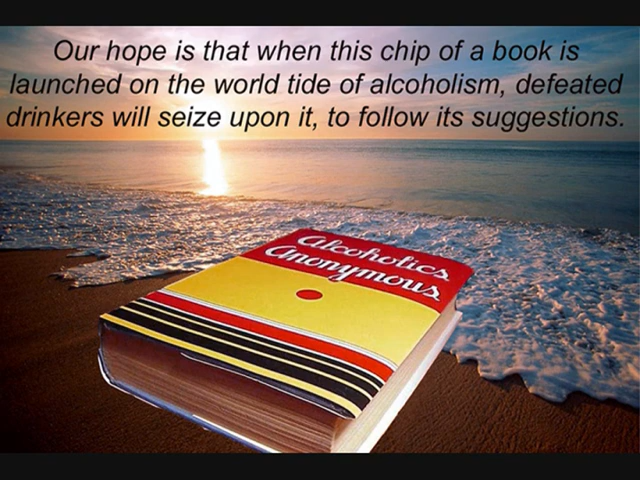 Our hope is that when this chip of a book is
launched on the world tide of alcoholism, defeated
drinkers will seize upon it, to follow its suggestions.
Alcoholics
Anonymous